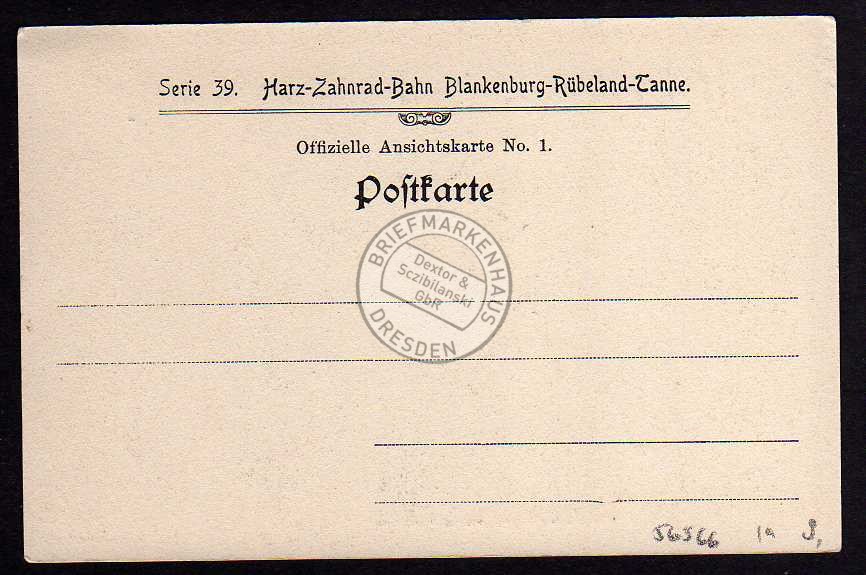 Serie 39. Harz-Zahnrad-Bahn Blankenburg-Rübeland-Tanne.
Offizielle Ansichtskarte No. 1.
Poſtkarte
BRIEFMARKENHAUS
Dextor &
Sczibilanski
GbR
DRESDEN
56566 1a